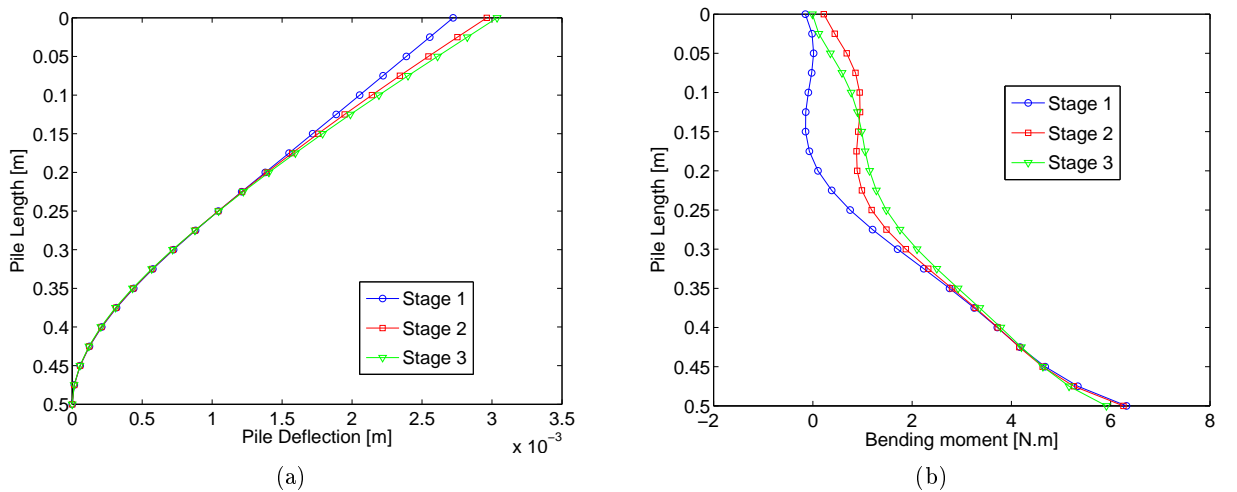 0
0.05
0.1
0.15
0.2
0.25
0.3
0.35
0.4
0.45
0.5
Pile Length [m]
0 0.5 1 1.5 2 2.5 3 3.5
Pile Deflection [m]
x 10⁻³
Stage 1
Stage 2
Stage 3
(a)
0
0.05
0.1
0.15
0.2
0.25
0.3
0.35
0.4
0.45
0.5
Pile Length [m]
−2 0 2 4 6 8
Bending moment [N.m]
Stage 1
Stage 2
Stage 3
(b)